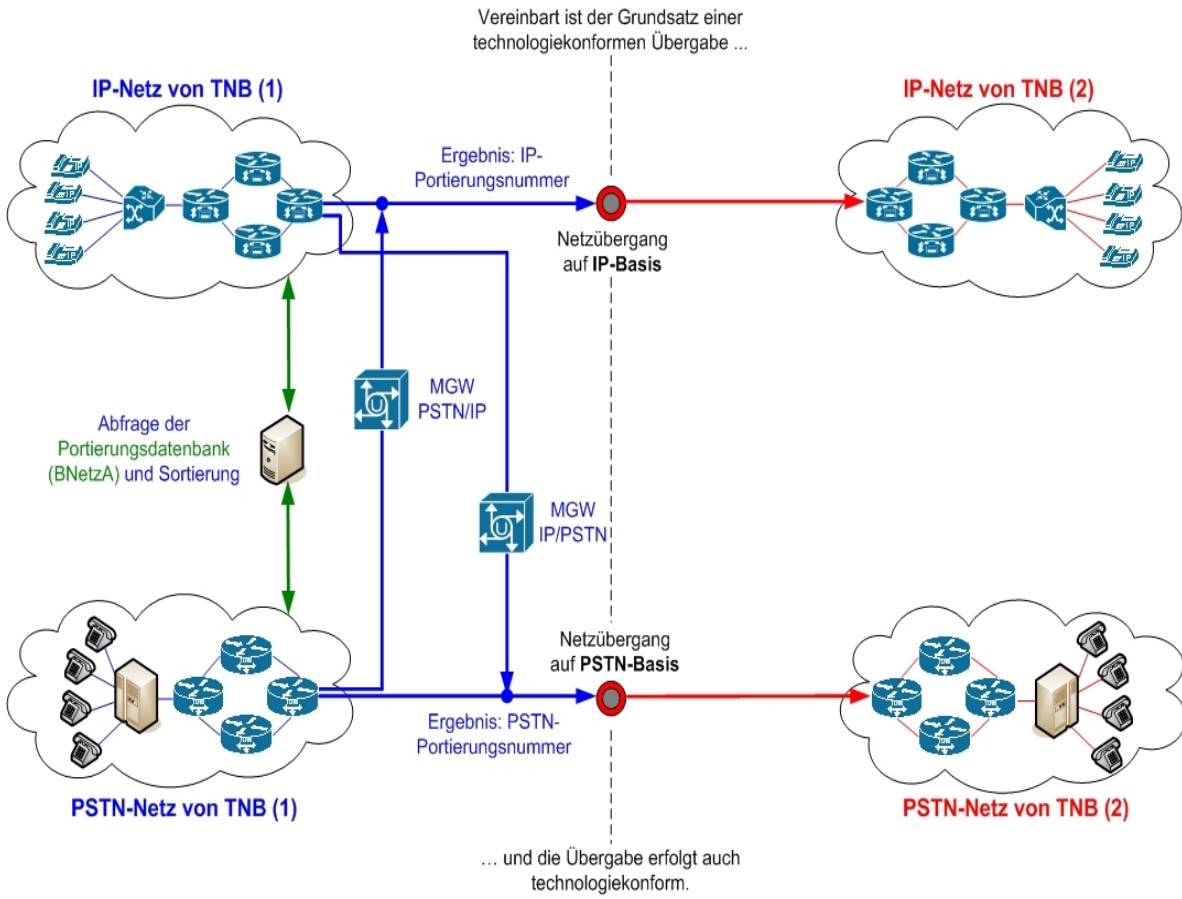 Vereinbart ist der Grundsatz einer
technologiekonformen Übergabe ...
IP-Netz von TNB (1)
IP-Netz von TNB (2)
Ergebnis: IP-
Portierungsnummer
Netzübergang
auf IP-Basis
MGW
PSTN/IP
Abfrage der
Portierungsdatenbank
(BNetzA) und Sortierung
MGW
IP/PSTN
Netzübergang
auf PSTN-Basis
Ergebnis: PSTN-
Portierungsnummer
PSTN-Netz von TNB (1)
PSTN-Netz von TNB (2)
... und die Übergabe erfolgt auch
technologiekonform.